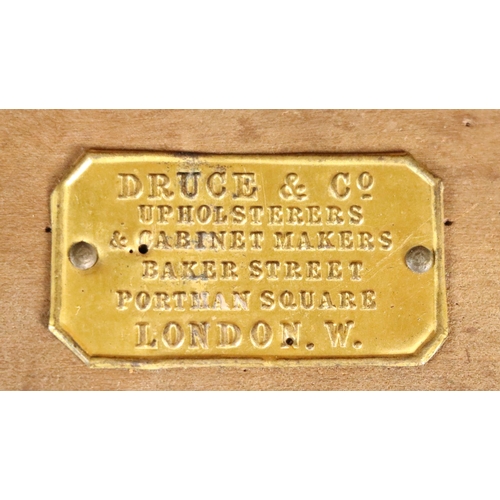 DRUCE & Cº
UPHOLSTERERS
& CABINET MAKERS
BAKER STREET
PORTMAN SQUARE
LONDON. W.